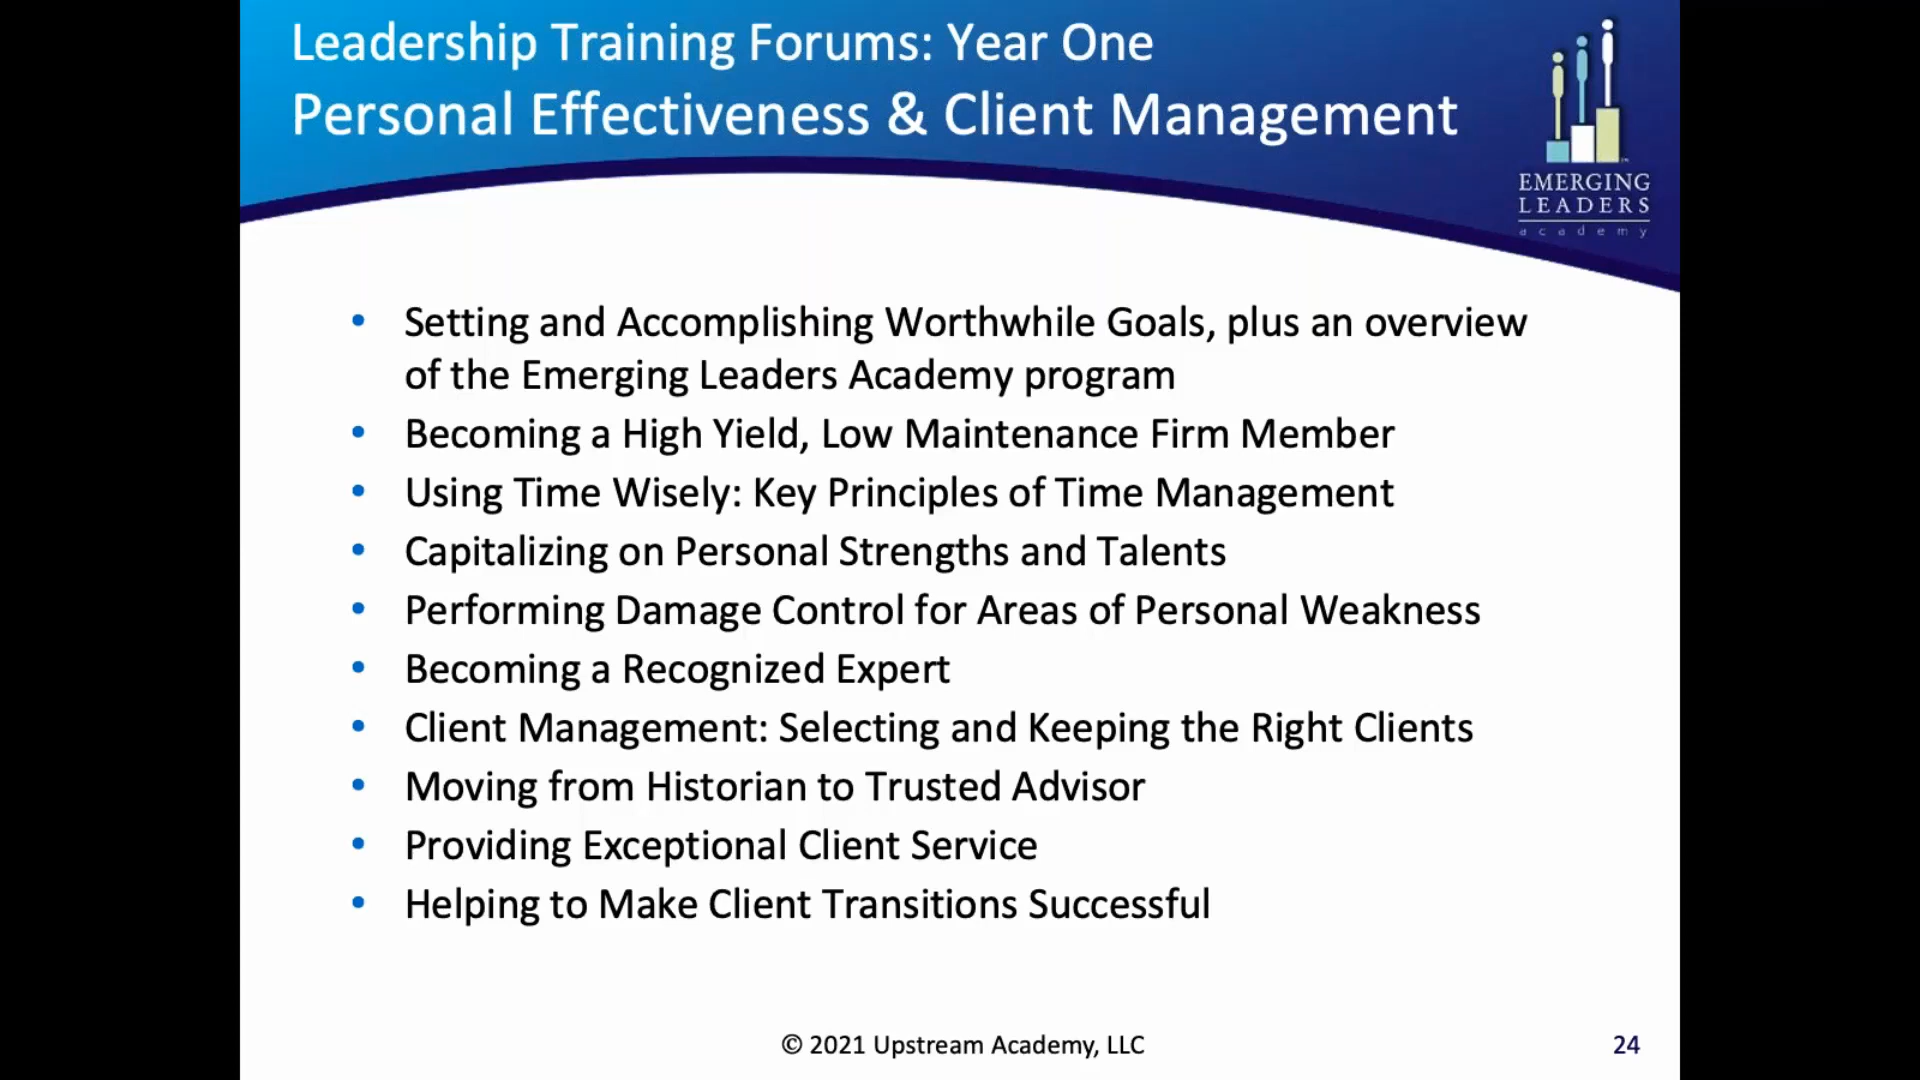 Leadership Training Forums: Year One
Personal Effectiveness & Client Management
EMERGING
LEADERS
academy
• Setting and Accomplishing Worthwhile Goals, plus an overview
of the Emerging Leaders Academy program
• Becoming a High Yield, Low Maintenance Firm Member
• Using Time Wisely: Key Principles of Time Management
• Capitalizing on Personal Strengths and Talents
• Performing Damage Control for Areas of Personal Weakness
• Becoming a Recognized Expert
• Client Management: Selecting and Keeping the Right Clients
• Moving from Historian to Trusted Advisor
• Providing Exceptional Client Service
• Helping to Make Client Transitions Successful
© 2021 Upstream Academy, LLC
24